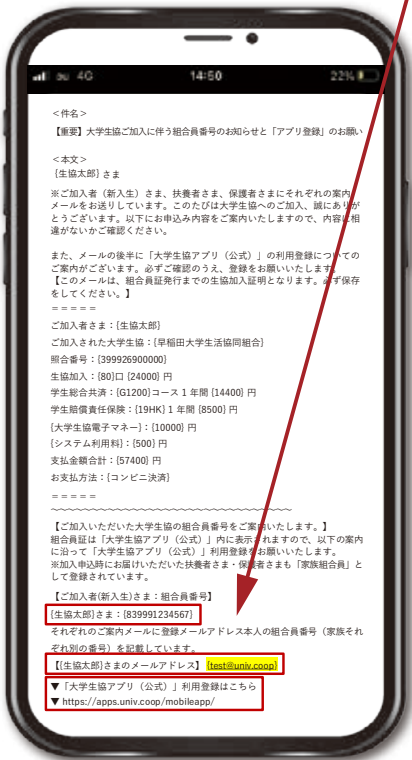 au 4G 14:50 22%
＜件名＞
【重要】大学生協ご加入に伴う組合員番号のお知らせと「アプリ登録」のお願い
＜本文＞
{生協太郎} さま
※ご加入者（新入生）さま、扶養者さま、保護者さまにそれぞれの案内
メールをお送りしています。このたびは大学生協へのご加入、誠にありが
とうございます。以下にお申込み内容をご案内いたしますので、内容に相
違がないかご確認ください。
また、メールの後半に「大学生協アプリ（公式）」の利用登録についての
ご案内がございます。必ずご確認のうえ、登録をお願いいたします。
【このメールは、組合員証発行までの生協加入証明となります。必ず保存
をしてください。】
＝＝＝＝＝
ご加入者さま：{生協太郎}
ご加入された大学生協：{早稲田大学生活協同組合}
照合番号：{399926900000}
生協加入：{80}口 {24000} 円
学生総合共済：{G1200}コース 1 年間 {14400} 円
学生賠償責任保険：{19HK} 1 年間 {8500} 円
{大学生協電子マネー}：{10000} 円
{システム利用料}：{500} 円
支払金額合計：{57400} 円
お支払方法：{コンビニ決済}
＝＝＝＝＝
～～～～～～～～～～～～～～～～～～～～
【ご加入いただいた大学生協の組合員番号をご案内いたします。】
組合員証は「大学生協アプリ（公式）」内に表示されますので、以下の案内
に沿って「大学生協アプリ（公式）」利用登録をお願いいたします。
※加入申込時にお届けいただいた扶養者さま・保護者さまも「家族組合員」と
して登録されています。
【ご加入者(新入生)さま：組合員番号】
{生協太郎}さま：{839991234567}
それぞれのご案内メールに登録メールアドレス本人の組合員番号（家族それ
ぞれ別の番号）を記載しています。
【{生協太郎}さまのメールアドレス】 {test@univ.coop}
▼「大学生協アプリ（公式）」利用登録はこちら
▼ https://apps.univ.coop/mobileapp/